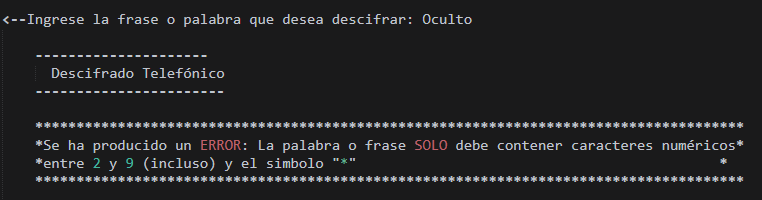 <--Ingrese la frase o palabra que desea descifrar: Oculto
---------------------
Descifrado Telefónico
-----------------------
**************************************************************************************
*Se ha producido un ERROR: La palabra o frase SOLO debe contener caracteres numéricos*
*entre 2 y 9 (incluso) y el simbolo "*" *
**************************************************************************************